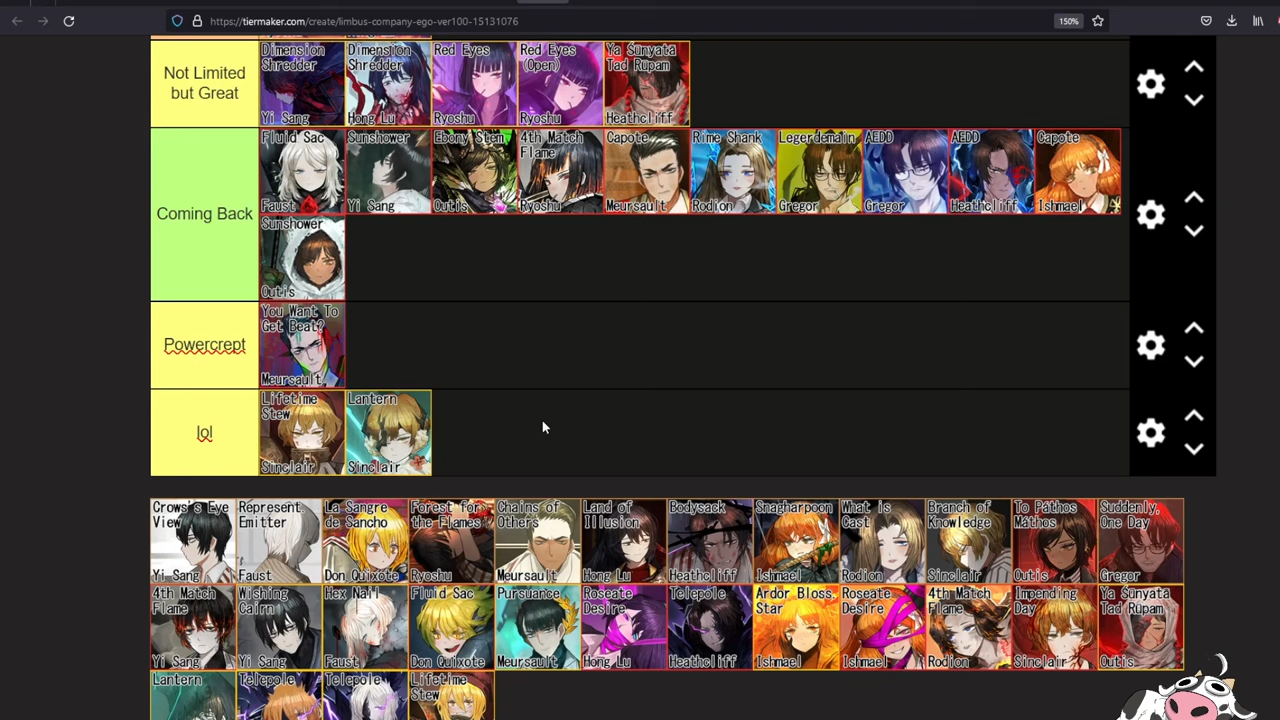 https://tiermaker.com/create/limbus-company-ego-ver100-15131076
150%
Not Limited
but Great
Dimension
Shredder
Yi Sang
Dimension
Shredder
Hong Lu
Red Eyes
Ryoshu
Red Eyes
(Open)
Ryoshu
Ya Śūnyatā
Tad Rūpam
Heathcliff
Coming Back
Fluid Sac
Faust
Sunshower
Yi Sang
Ebony Stem
Outis
4th Match
Flame
Ryoshu
Capote
Meursault
Rime Shank
Rodion
Legerdemain
Gregor
AEDD
Gregor
AEDD
Heathcliff
Capote
Ishmael
Sunshower
Outis
Powercrept
You Want To
Get Beat?
Meursault
lol
Lifetime
Stew
Sinclair
Lantern
Sinclair
Crow's Eye
View
Yi Sang
Represent.
Emitter
Faust
La Sangre
de Sancho
Don Quixote
Forest for
the Flames
Ryoshu
Chains of
Others
Meursault
Land of
Illusion
Hong Lu
Bodysack
Heathcliff
Snagharpoon
Ishmael
What is
Cast
Rodion
Branch of
Knowledge
Sinclair
To Páthos
Máthos
Outis
Suddenly,
One Day
Gregor
4th Match
Flame
Yi Sang
Wishing
Cairn
Yi Sang
Hex Nail
Faust
Fluid Sac
Don Quixote
Pursuance
Meursault
Roseate
Desire
Hong Lu
Telepole
Heathcliff
Ardor Bloss.
Star
Ishmael
Roseate
Desire
Ishmael
4th Match
Flame
Rodion
Impending
Day
Sinclair
Ya Śūnyatā
Tad Rūpam
Outis
Lantern
Telepole
Telepole
Lifetime
Stew